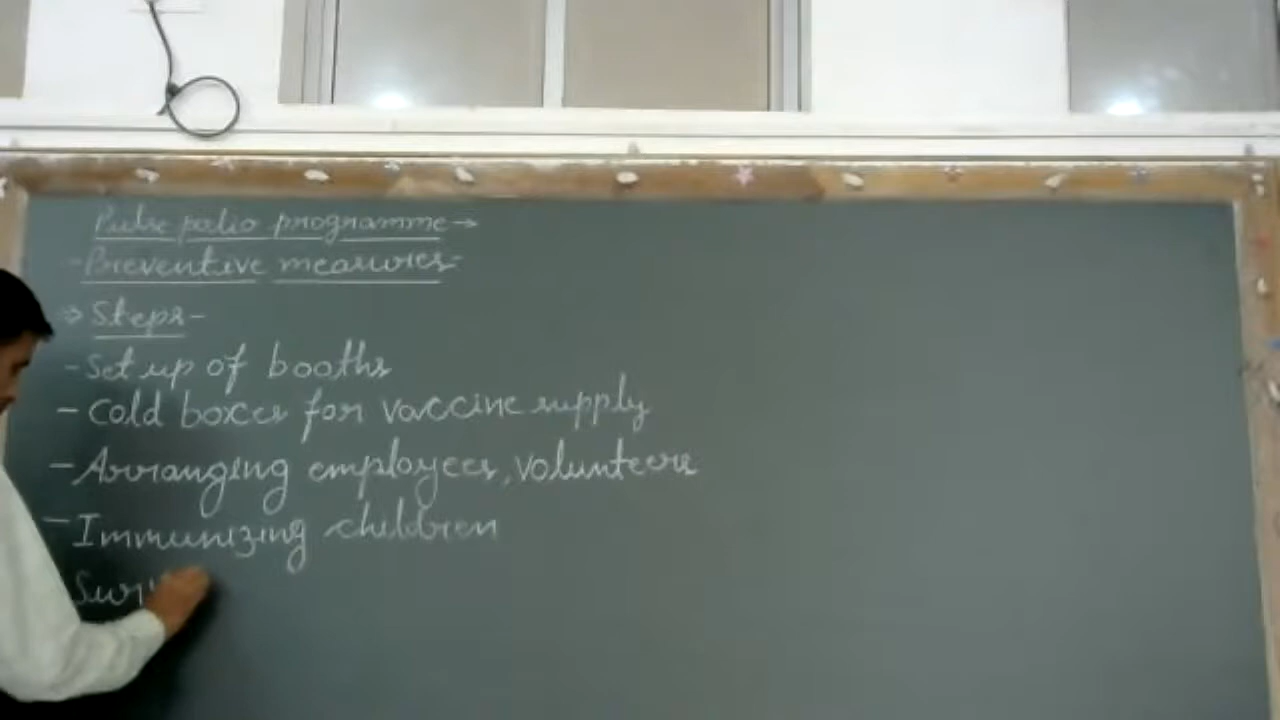 Pulse polio programme →
- Preventive measures -
⇒ Steps -
- Set up of booths
- Cold boxes for vaccine supply
- Arranging employees, volunteers
- Immunizing children